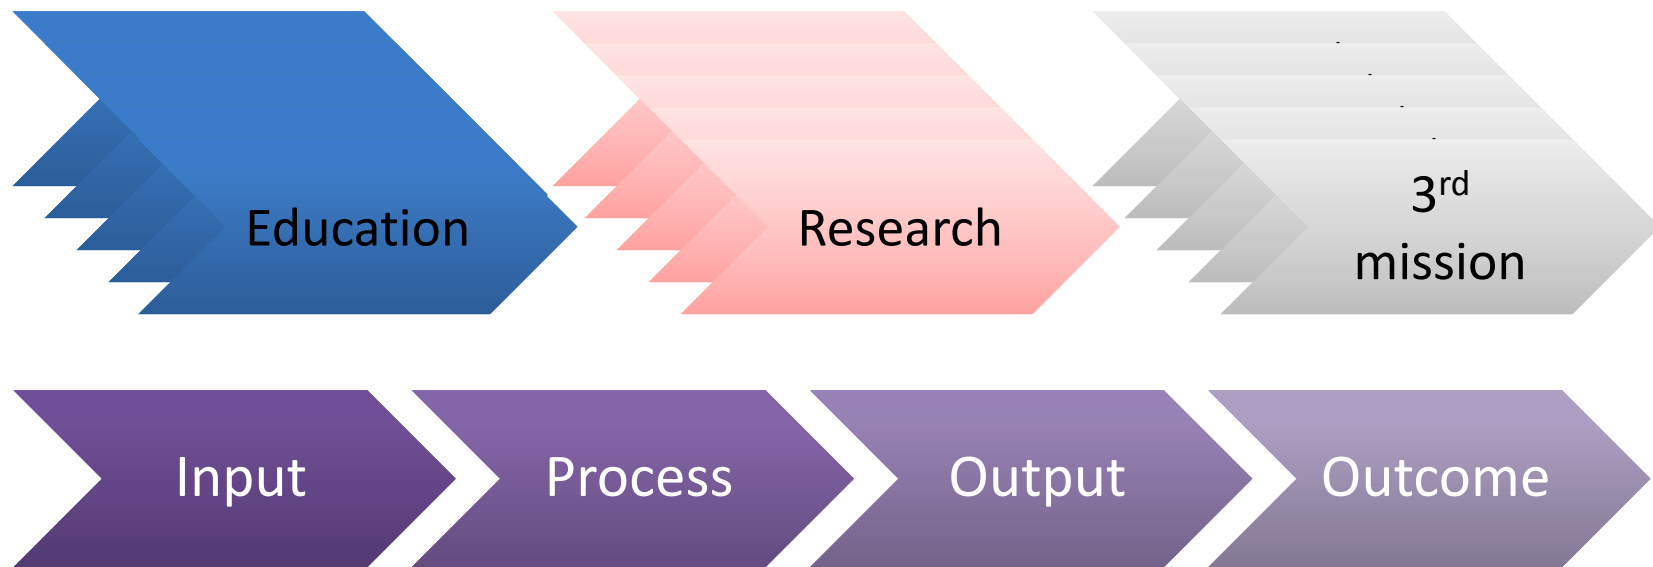 Education
Research
3rd
mission
Input
Process
Output
Outcome